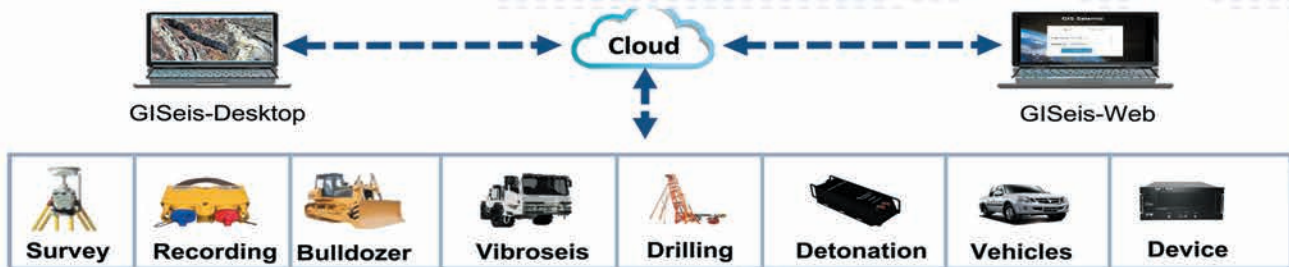 Cloud
GISeis-Desktop
GISeis-Web
Survey
Recording
Bulldozer
Vibroseis
Drilling
Detonation
Vehicles
Device